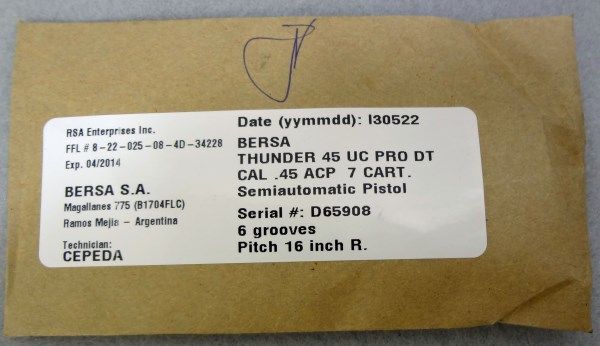 RSA Enterprises Inc.
FFL # 8-22-025-08-4D-34228
Exp. 04/2014
BERSA S.A.
Magallanes 775 (B1704FLC)
Ramos Mejia - Argentina
Technician:
CEPEDA
Date (yymmdd): I30522
BERSA
THUNDER 45 UC PRO DT
CAL .45 ACP 7 CART.
Semiautomatic Pistol
Serial #: D65908
6 grooves
Pitch 16 inch R.